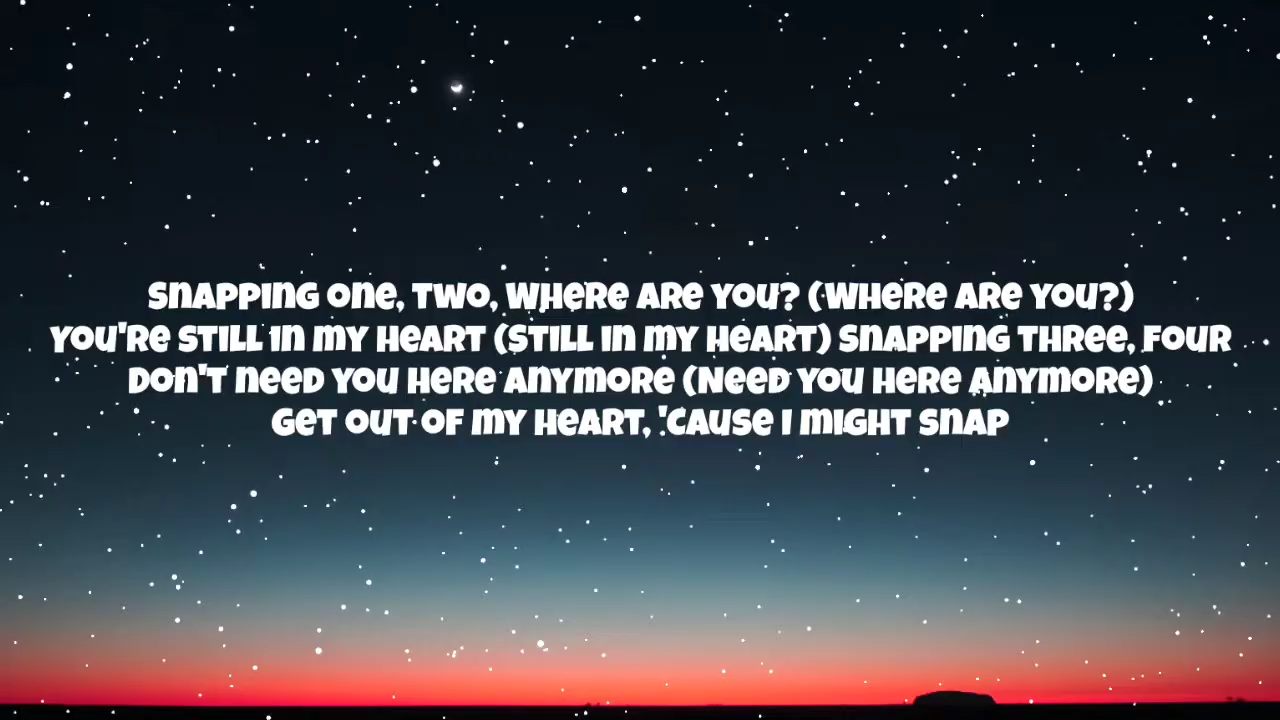 Snapping one, two, where are you? (Where are you?)
You're still in my heart (Still in my heart) Snapping three, four
Don't need you here anymore (Need you here anymore)
Get out of my heart, 'cause I might snap